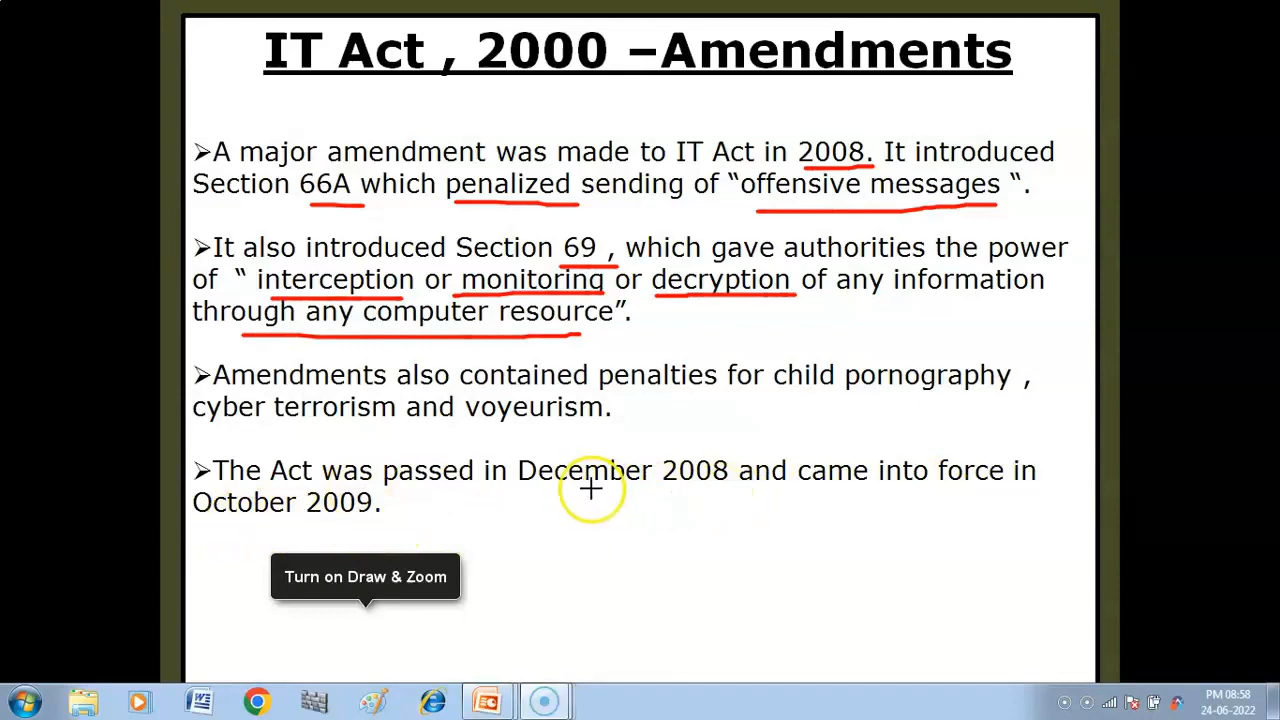 IT Act , 2000 –Amendments
➢A major amendment was made to IT Act in 2008. It introduced
Section 66A which penalized sending of “offensive messages “.
➢It also introduced Section 69 , which gave authorities the power
of “ interception or monitoring or decryption of any information
through any computer resource”.
➢Amendments also contained penalties for child pornography ,
cyber terrorism and voyeurism.
➢The Act was passed in December 2008 and came into force in
October 2009.
Turn on Draw & Zoom
PM 08:58
24-06-2022